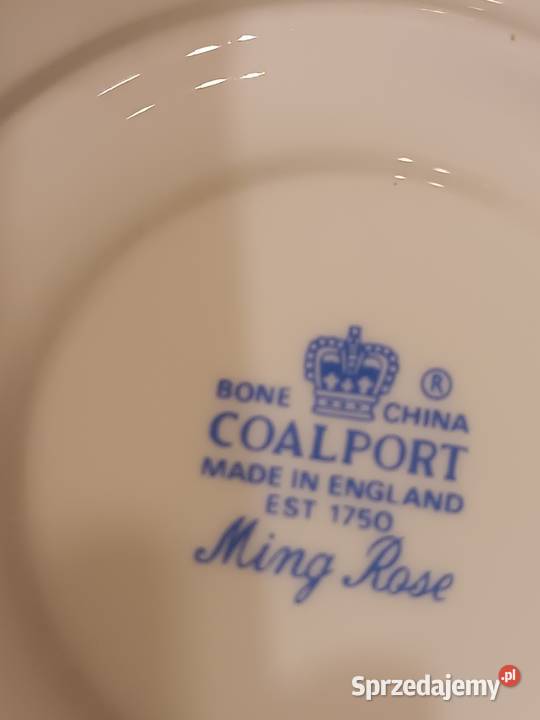 BONE CHINA ®
COALPORT
MADE IN ENGLAND
EST 1750
Ming Rose
Sprzedajemy.pl